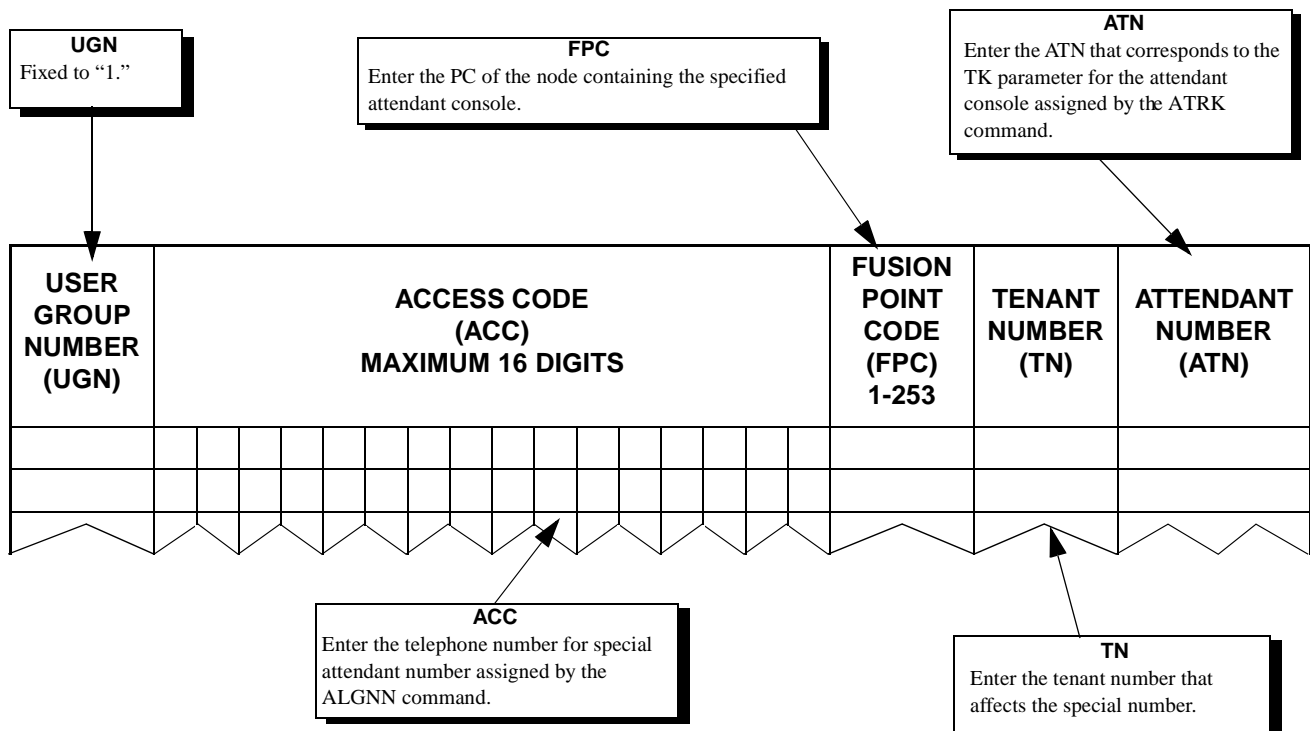 UGN
Fixed to “1.”
FPC
Enter the PC of the node containing the specified
attendant console.
ATN
Enter the ATN that corresponds to the
TK parameter for the attendant
console assigned by the ATRK
command.
USER
GROUP
NUMBER
(UGN)
ACCESS CODE
(ACC)
MAXIMUM 16 DIGITS
FUSION
POINT
CODE
(FPC)
1-253
TENANT
NUMBER
(TN)
ATTENDANT
NUMBER
(ATN)
ACC
Enter the telephone number for special
attendant number assigned by the
ALGNN command.
TN
Enter the tenant number that
affects the special number.